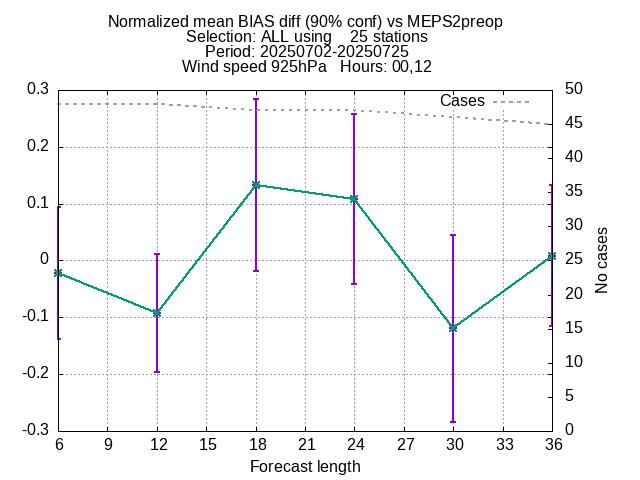 Normalized mean BIAS diff (90% conf) vs MEPS2preop
Selection: ALL using    25 stations
Period: 20250702-20250725
Wind speed 925hPa   Hours: 00,12
Cases
0.3
0.2
0.1
0
-0.1
-0.2
-0.3
50
45
40
35
30
25
20
15
10
5
0
No cases
6 9 12 15 18 21 24 27 30 33 36
Forecast length